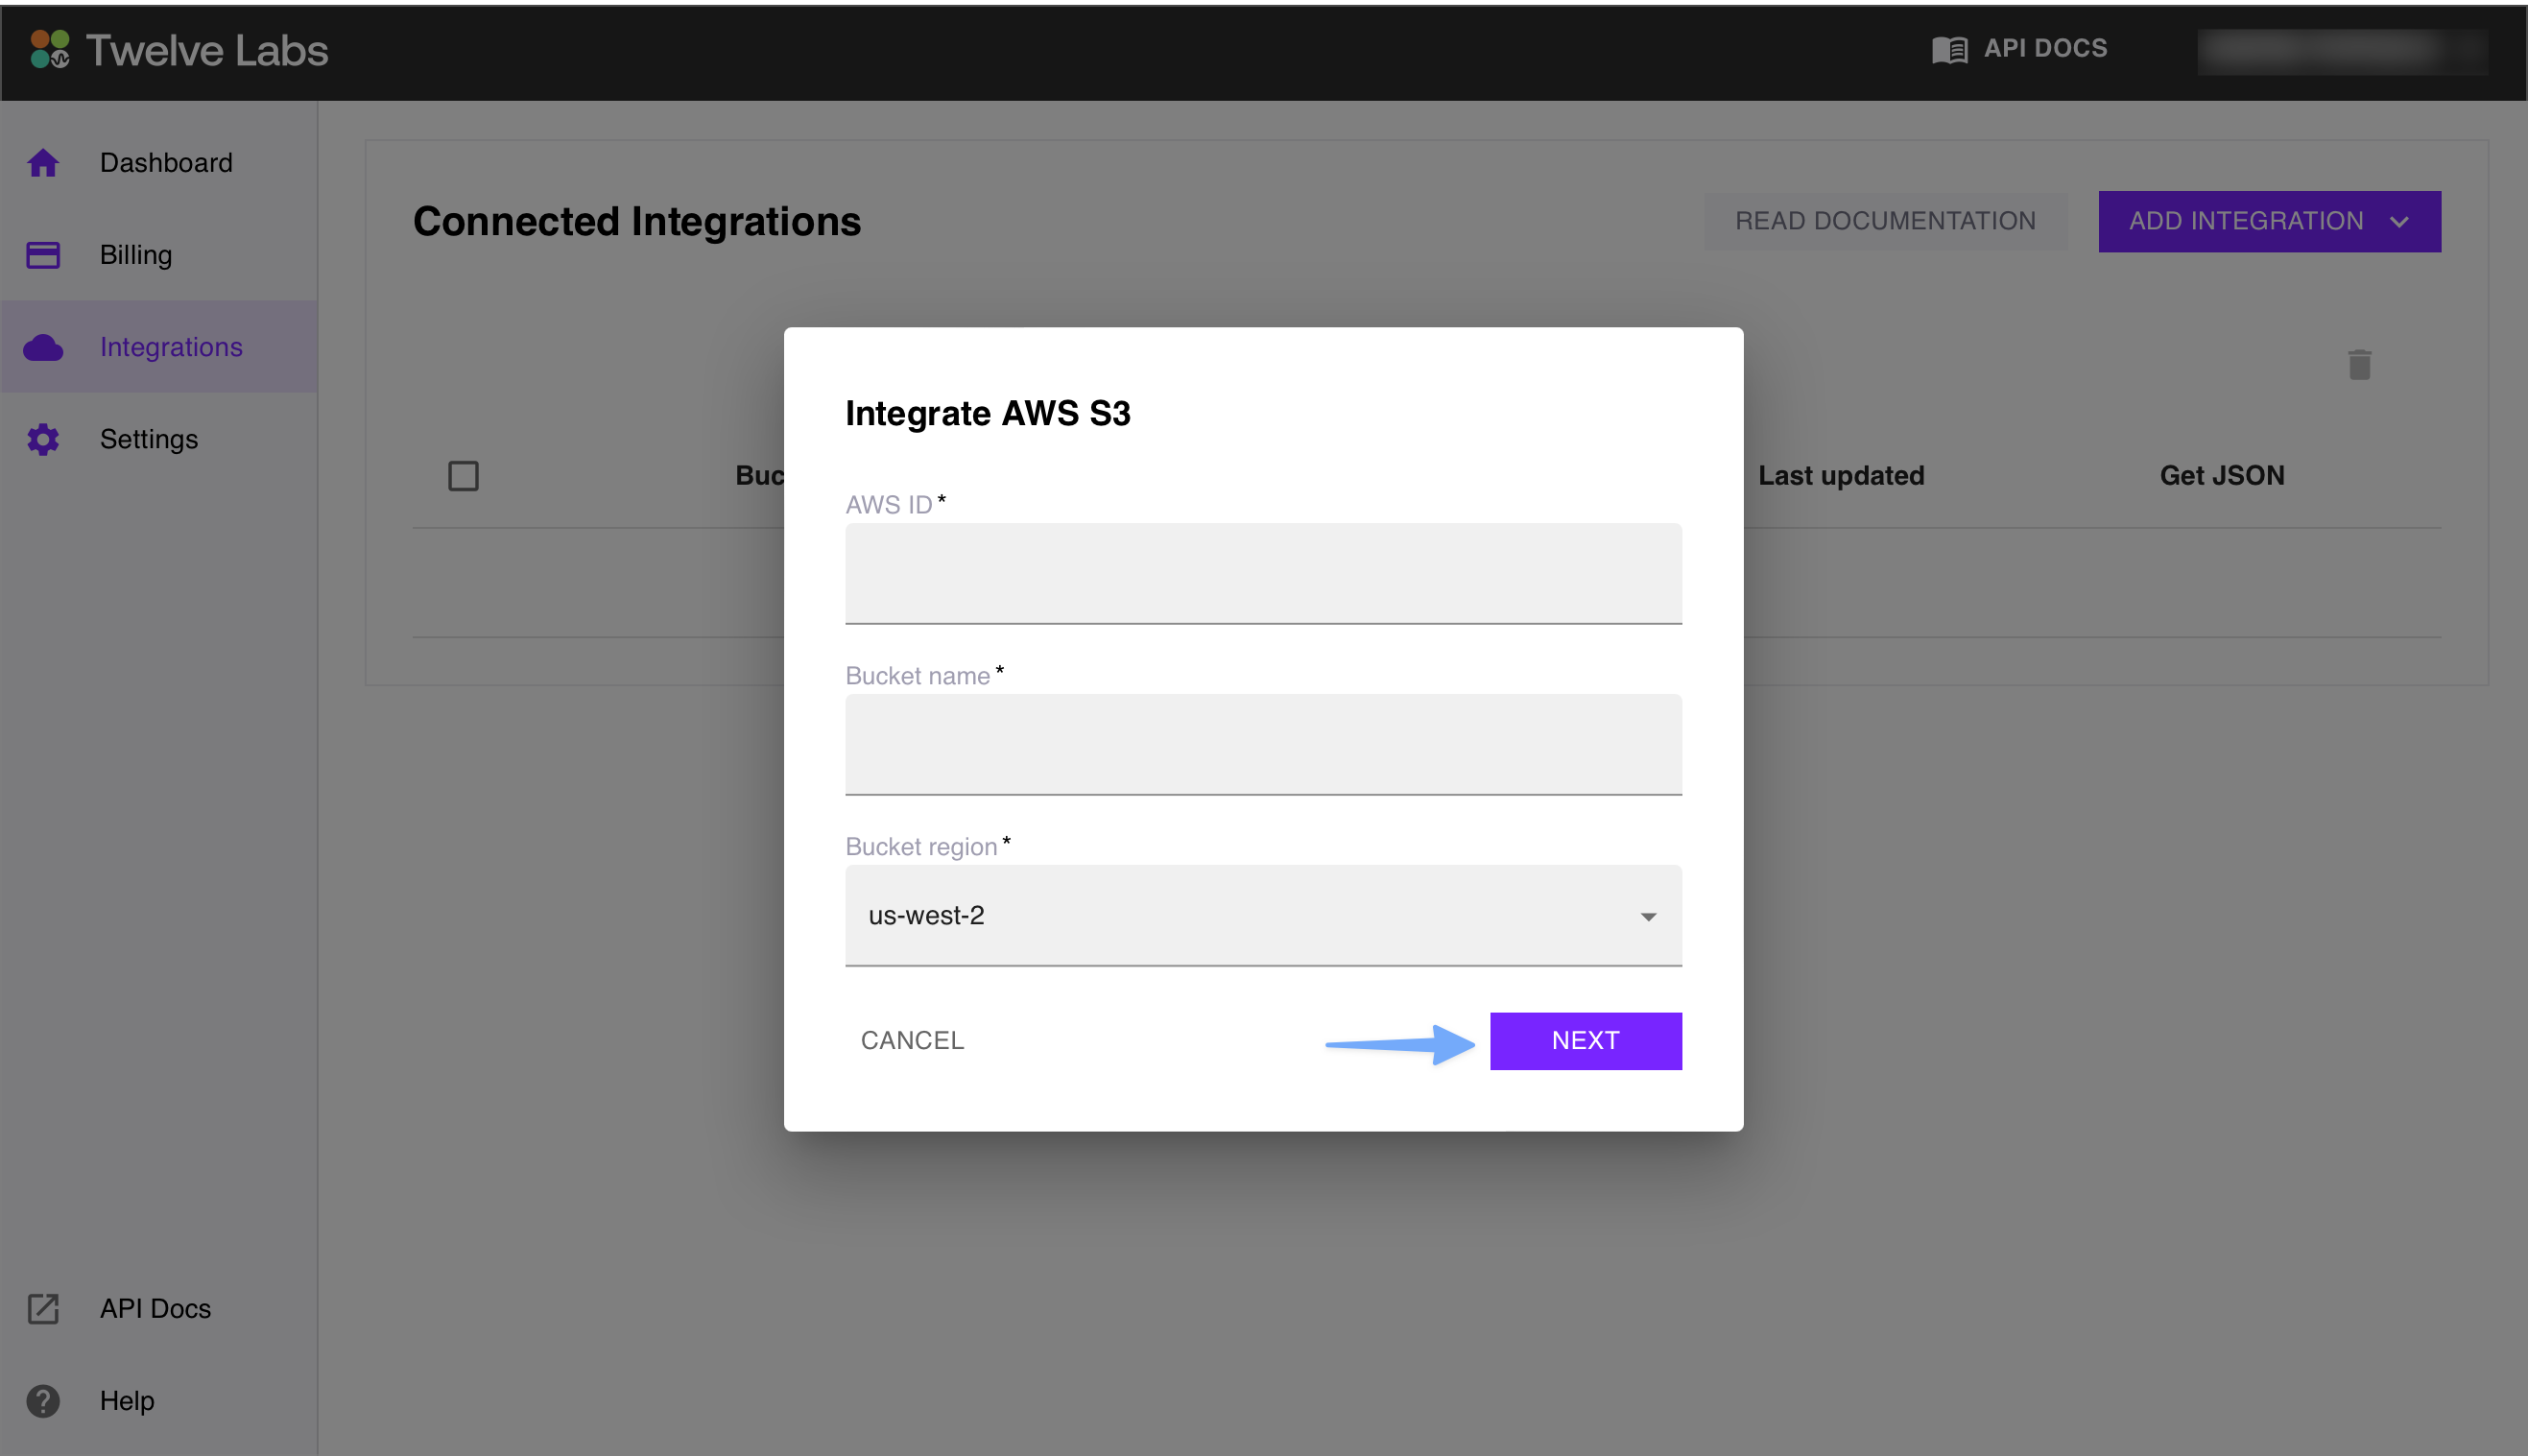 Twelve Labs
API DOCS
Dashboard
Billing
Integrations
Settings
API Docs
Help
Connected Integrations
READ DOCUMENTATION
ADD INTEGRATION
Buc
Last updated
Get JSON
Integrate AWS S3
AWS ID *
Bucket name *
Bucket region *
us-west-2
CANCEL
NEXT